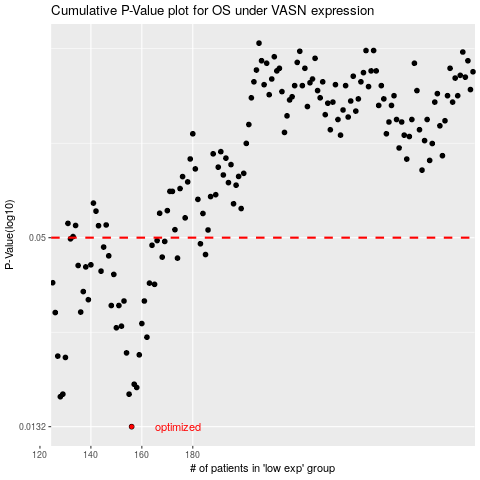 Cumulative P-Value plot for OS under VASN expression
P-Value(log10)
0.05
0.0132
optimized
120 140 160 180
# of patients in 'low exp' group